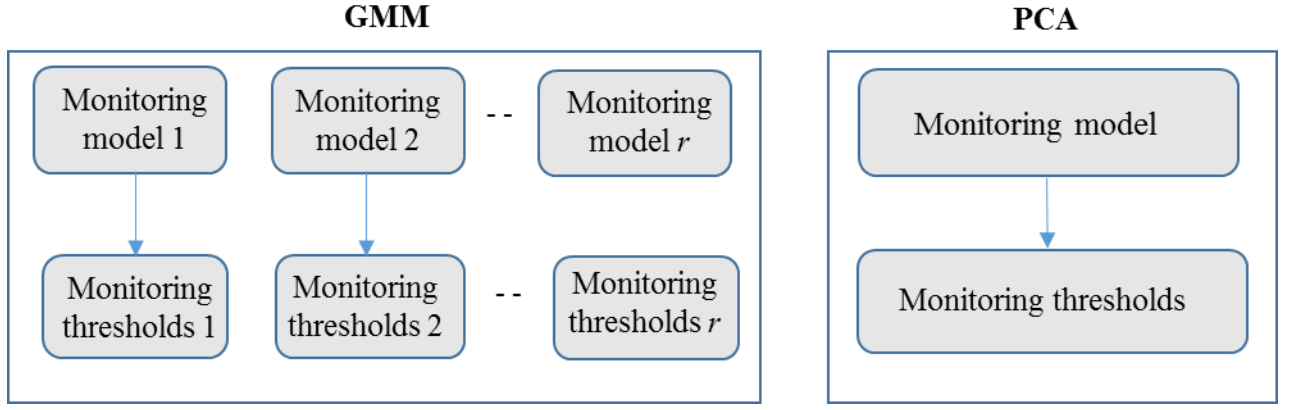 GMM
Monitoring
model 1
Monitoring
model 2
- -
Monitoring
model r
Monitoring
thresholds 1
Monitoring
thresholds 2
- -
Monitoring
thresholds r
PCA
Monitoring model
Monitoring thresholds